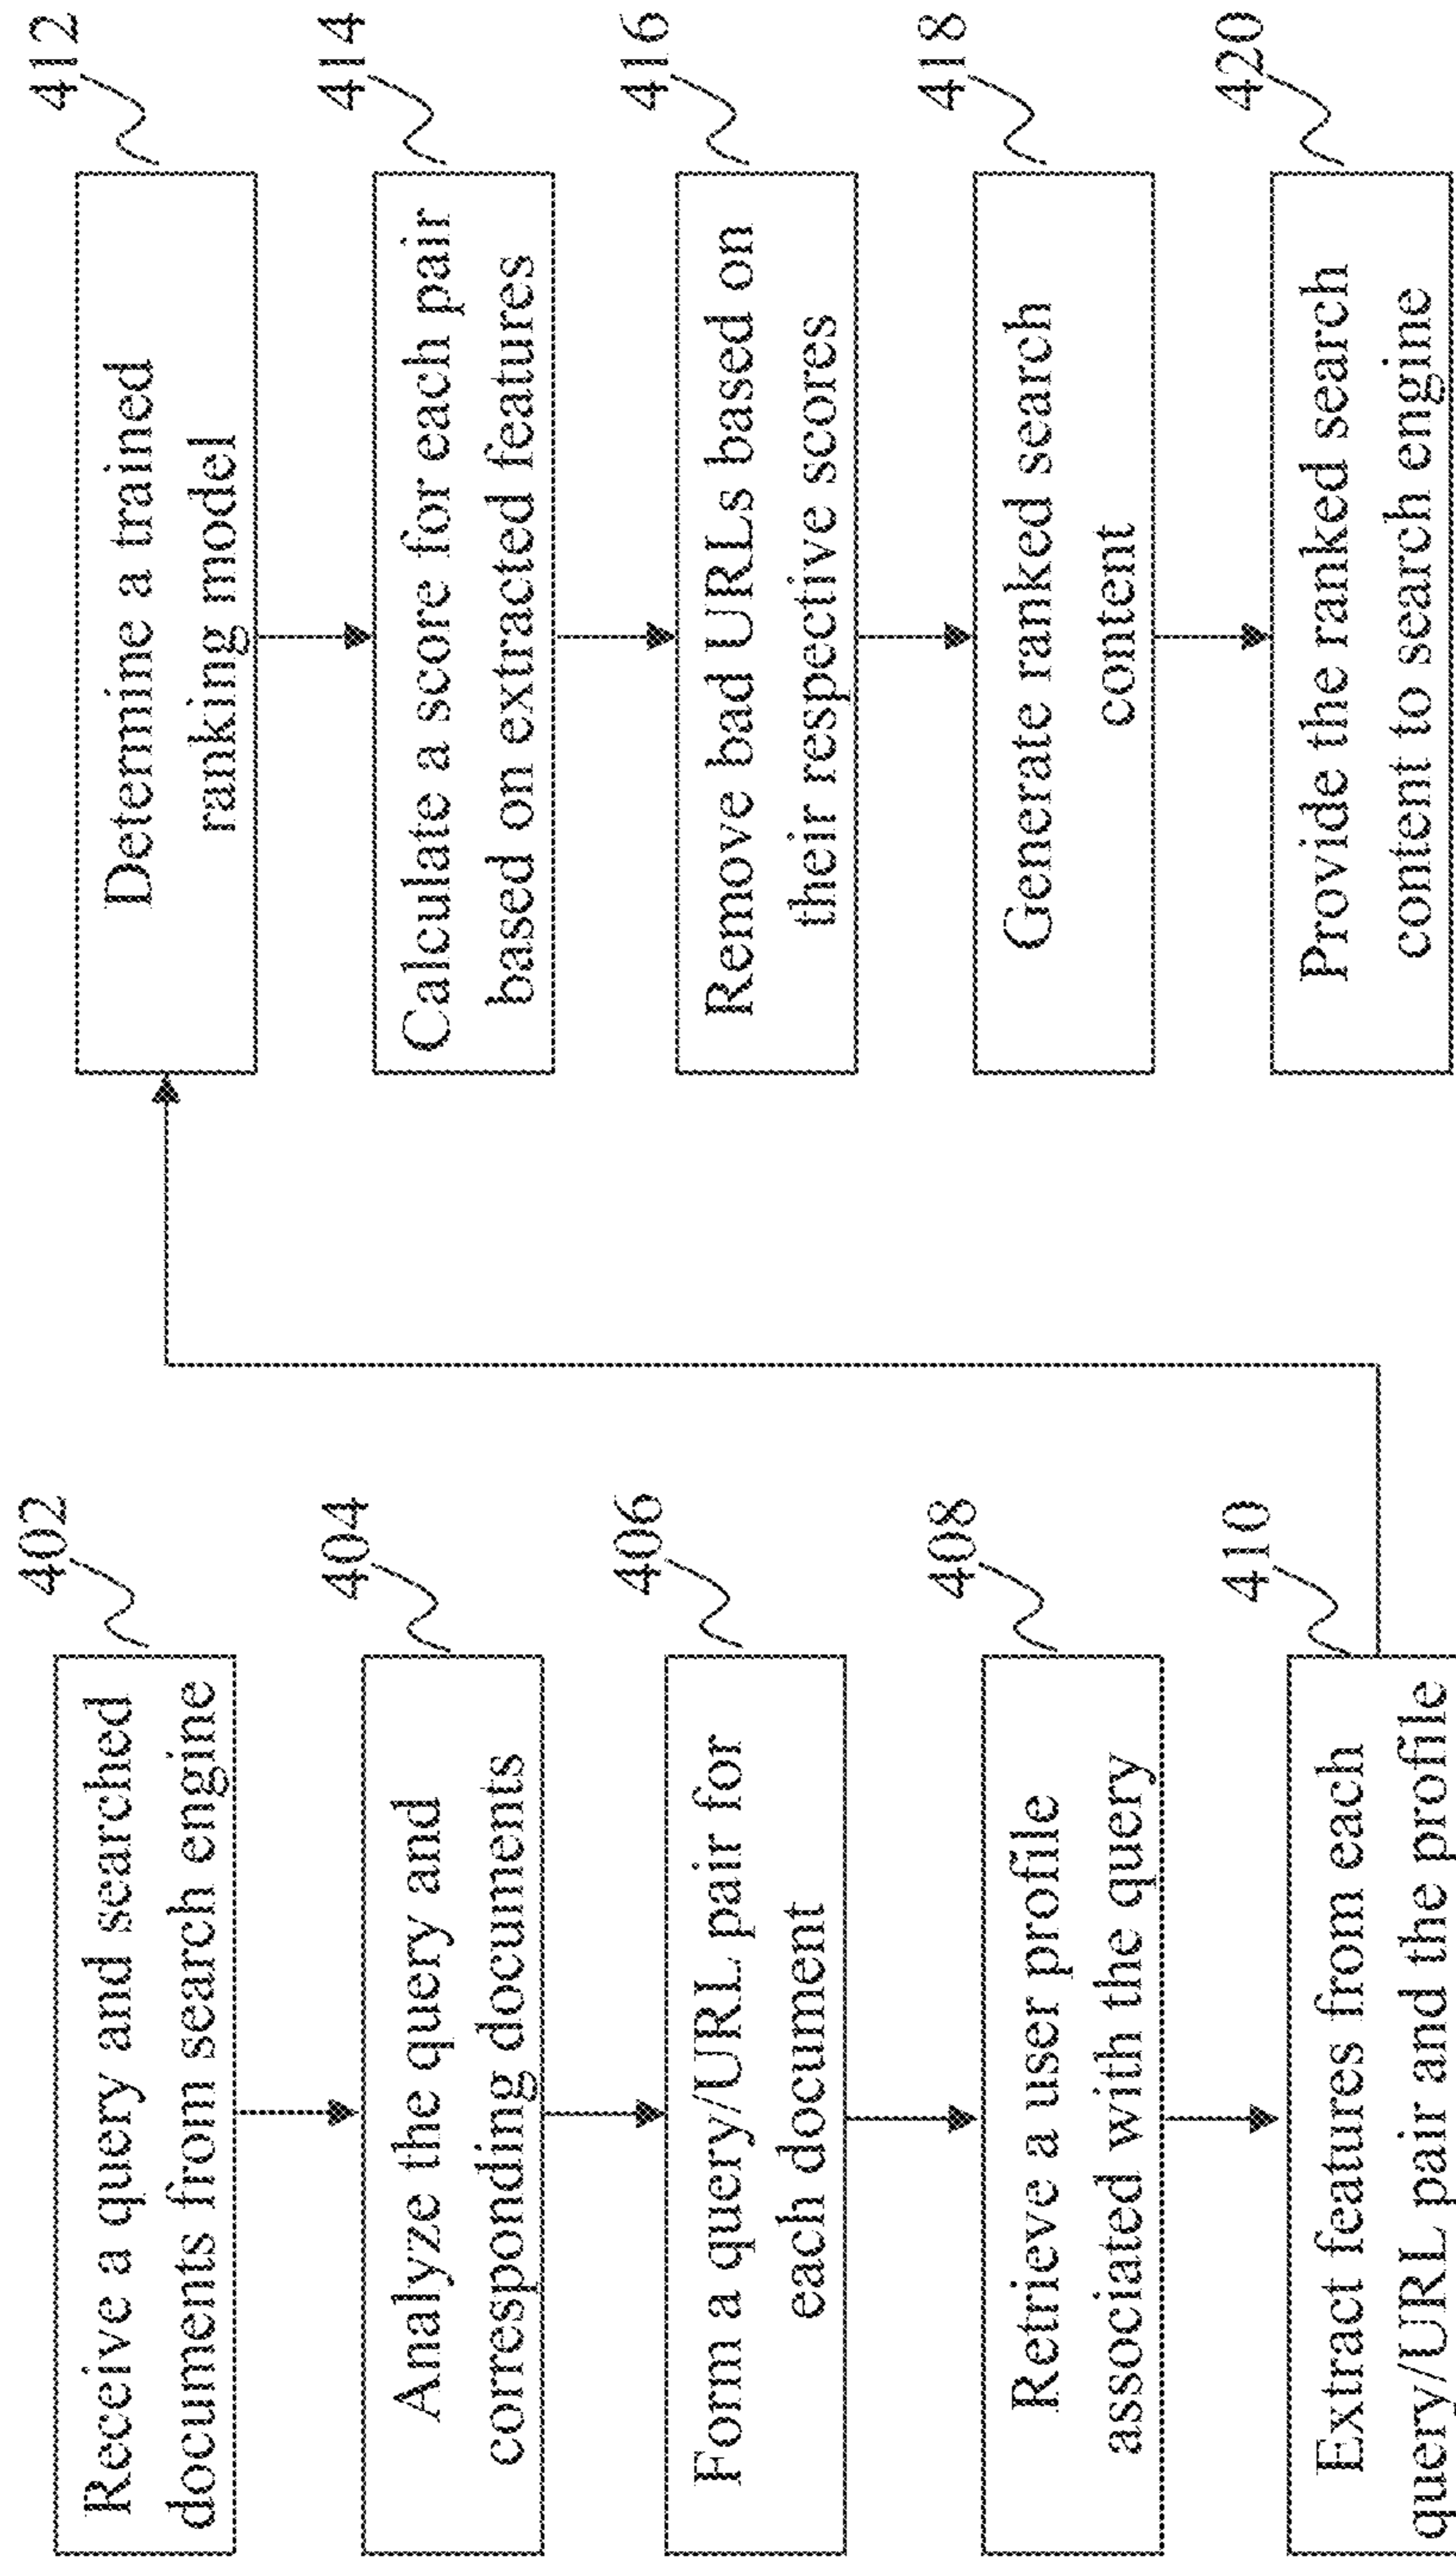 Receive a query and searched
documents from search engine
402
Analyze the query and
corresponding documents
404
Form a query/URL pair for
each document
406
Retrieve a user profile
associated with the query
408
Extract features from each
query/URL pair and the profile
410
Determine a trained
ranking model
412
Calculate a score for each pair
based on extracted features
414
Remove bad URLs based on
their respective scores
416
Generate ranked search
content
418
Provide the ranked search
content to search engine
420